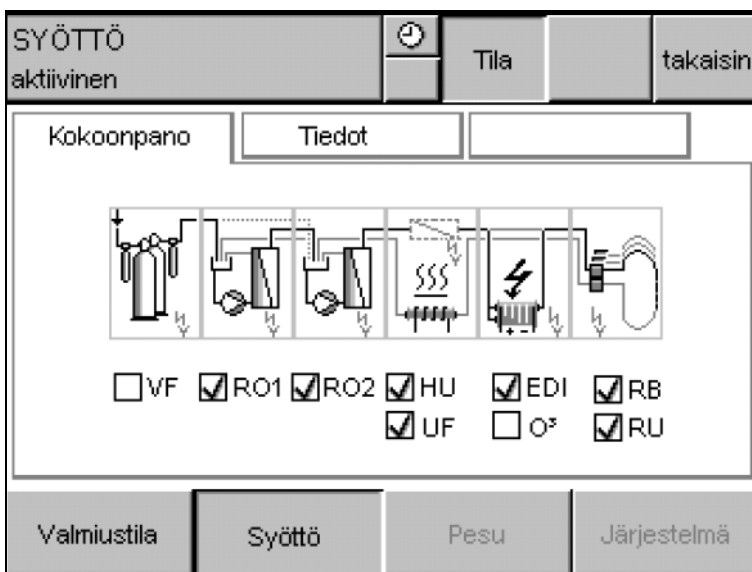 SYÖTTÖ
aktiivinen
Tila
takaisin
Kokoonpano
Tiedot
+ -
VF RO1 RO2 HU EDI RB
UF O³ RU
Valmiustila
Syöttö
Pesu
Järjestelmä